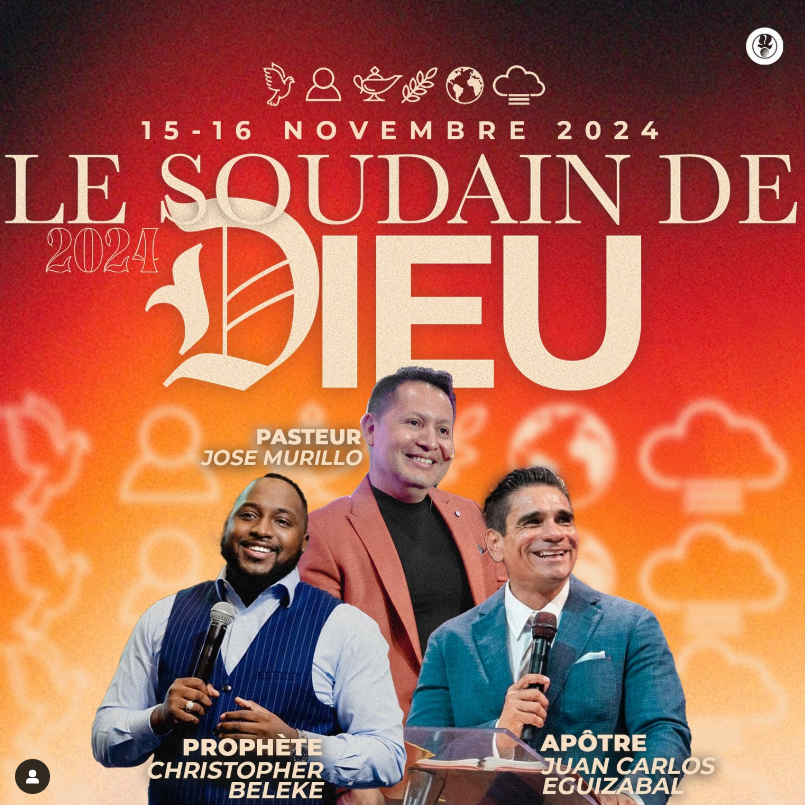 15-16 NOVEMBRE 2024
LE SOUDAIN DE
2024
DIEU
PASTEUR
JOSE MURILLO
PROPHÈTE
CHRISTOPHER
BELEKE
APÔTRE
JUAN CARLOS
EGUIZABAL